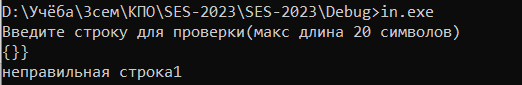 D:\Учёба\3сем\КПО\SES-2023\SES-2023\Debug>in.exe
Введите строку для проверки(макс длина 20 символов)
{}}
неправильная строка1